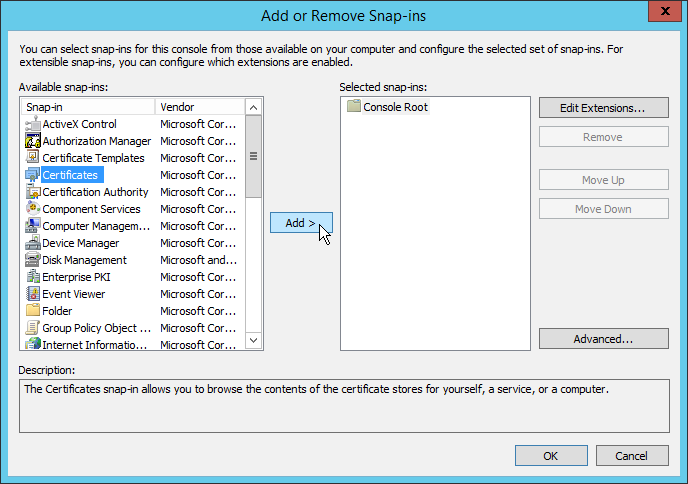 Add or Remove Snap-ins
You can select snap-ins for this console from those available on your computer and configure the selected set of snap-ins. For
extensible snap-ins, you can configure which extensions are enabled.
Available snap-ins:
Snap-in Vendor
ActiveX Control Microsoft Cor...
Authorization Manager Microsoft Cor...
Certificate Templates Microsoft Cor...
Certificates Microsoft Cor...
Certification Authority Microsoft Cor...
Component Services Microsoft Cor...
Computer Managem... Microsoft Cor...
Device Manager Microsoft Cor...
Disk Management Microsoft and...
Enterprise PKI Microsoft Cor...
Event Viewer Microsoft Cor...
Folder Microsoft Cor...
Group Policy Object ... Microsoft Cor...
Internet Informatio... Microsoft Cor...
Add >
Selected snap-ins:
Console Root
Edit Extensions...
Remove
Move Up
Move Down
Advanced...
Description:
The Certificates snap-in allows you to browse the contents of the certificate stores for yourself, a service, or a computer.
OK
Cancel